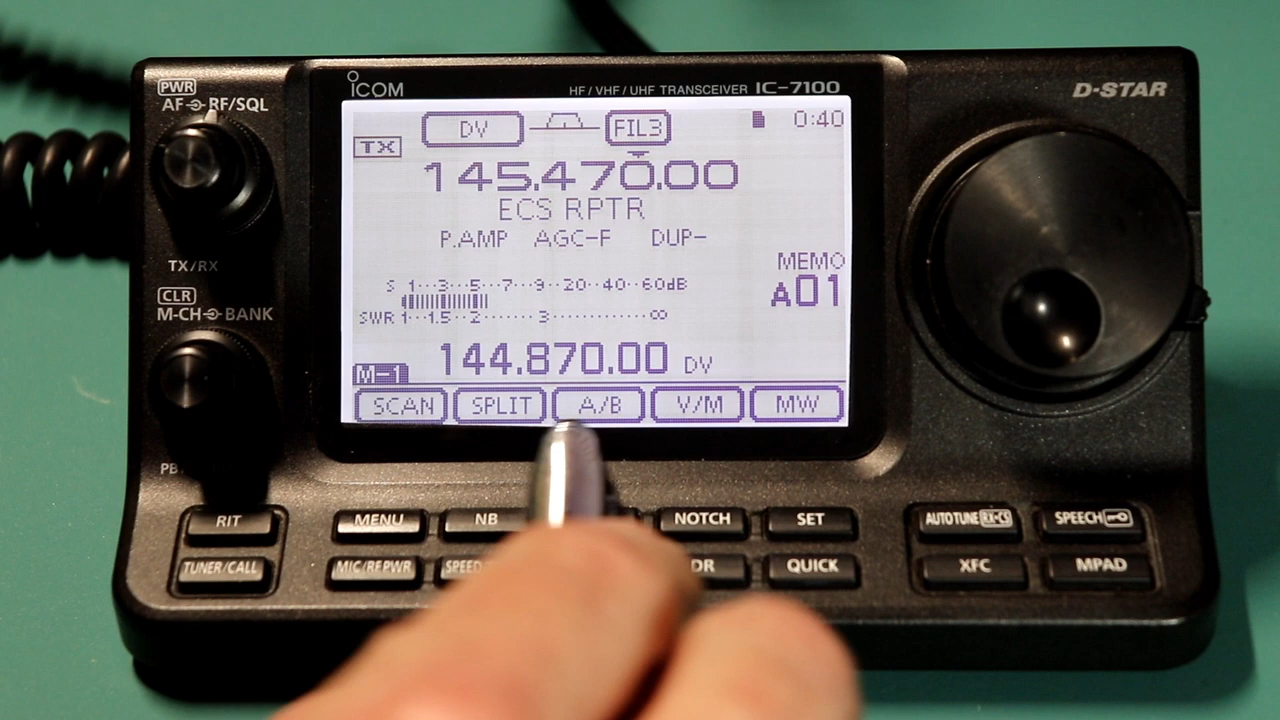 PWR
AF RF/SQL
ICOM
HF/VHF/UHF TRANSCEIVER IC-7100
D-STAR
DV FIL3 0:40
TX
145.470.00
ECS RPTR
P.AMP AGC-F DUP-
MEMO
A01
S 1··3··5··7··9··20··40··60dB
SWR 1··1.5··2·······3············∞
144.870.00 DV
M-1
SCAN SPLIT A/B V/M MW
TX/RX
CLR
M-CH BANK
RIT MENU NB NOTCH SET AUTOTUNE RX-CS SPEECH
TUNER/CALL MIC/RF PWR QUICK XFC MPAD